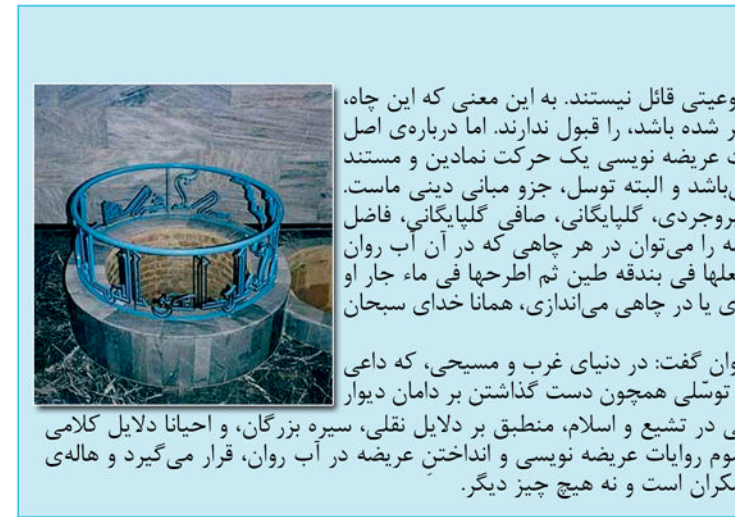 وعیتی قائل نیستند. به این معنی که این چاه،
ر شده باشد، را قبول ندارند. اما درباره‌ی اصل
ت عریضه نویسی یک حرکت نمادین و مستند
ی‌باشد و البته توسل، جزو مبانی دینی ماست.
بروجردی، گلپایگانی، صافی گلپایگانی، فاضل
مه را می‌توان در هر چاهی که در آن آب روان
علها فی بندقه طین ثم اطرحها فی ماء جار او
ی یا در چاهی می‌اندازی، همانا خدای سبحان
وان گفت: در دنیای غرب و مسیحی، که داعی
توسّلی همچون دست گذاشتن بر دامان دیوار
ی در تشیع و اسلام، منطبق بر دلایل نقلی، سیره بزرگان، و احیانا دلایل کلامی
موم روایات عریضه نویسی و انداختنِ عریضه در آب روان، قرار می‌گیرد و هاله‌ی
کران است و نه هیچ چیز دیگر.